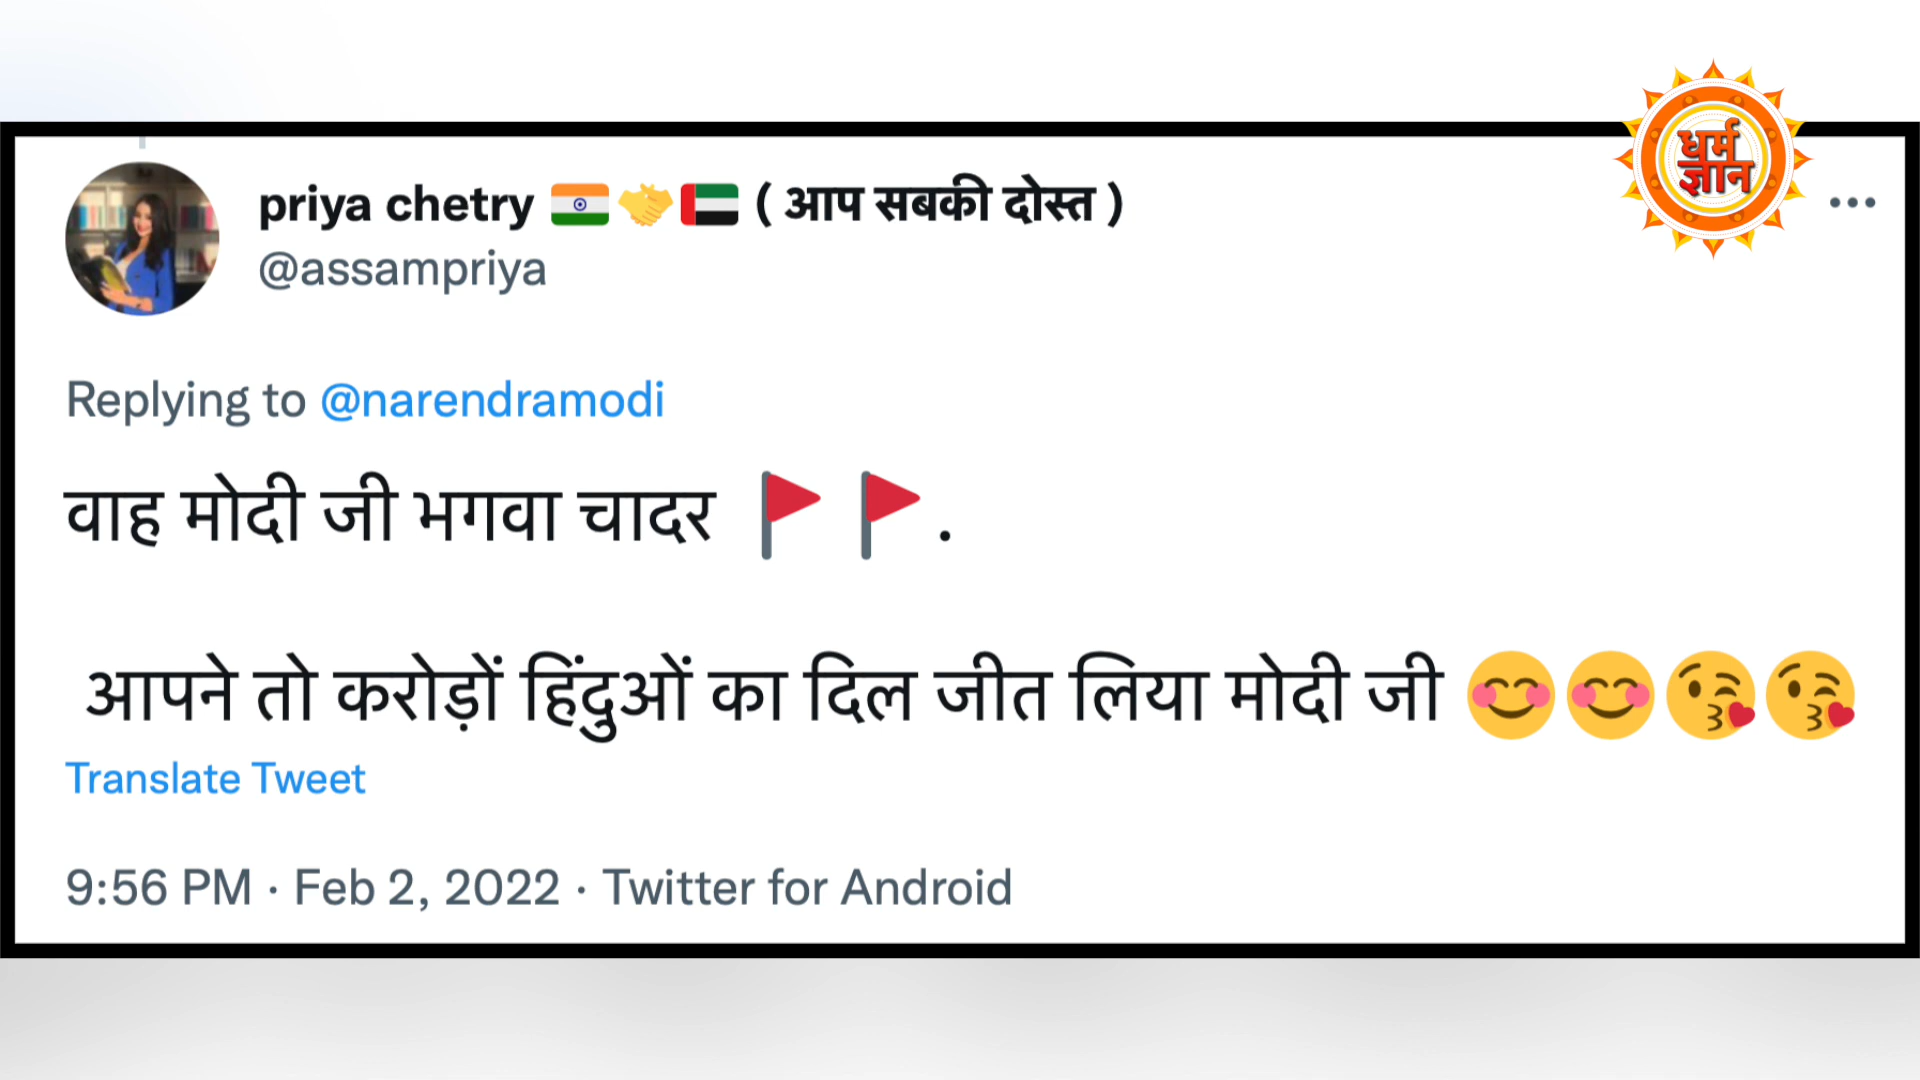 धर्म
ज्ञान
priya chetry 🇮🇳🤝🇦🇪 ( आप सबकी दोस्त )
@assampriya
Replying to @narendramodi
वाह मोदी जी भगवा चादर 🚩 🚩 .
आपने तो करोड़ों हिंदुओं का दिल जीत लिया मोदी जी 😊😊😘😘
Translate Tweet
9:56 PM · Feb 2, 2022 · Twitter for Android